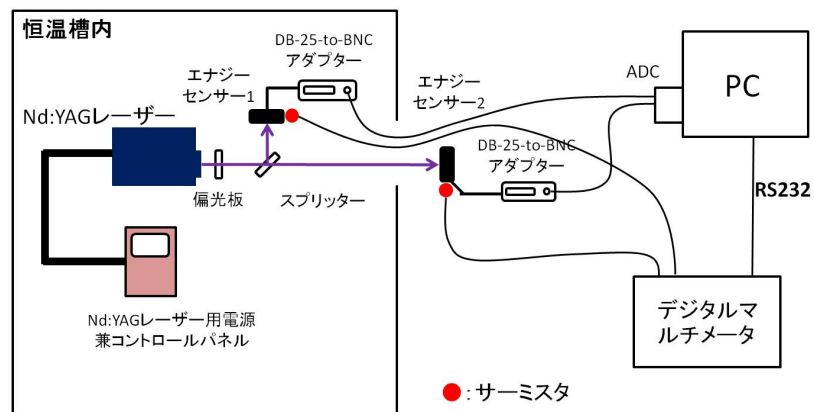 恒温槽内
DB-25-to-BNC
アダプター
エナジー
センサー1
Nd:YAGレーザー
偏光板
スプリッター
Nd:YAGレーザー用電源
兼コントロールパネル
エナジー
センサー2
DB-25-to-BNC
アダプター
ADC
PC
RS232
デジタルマ
ルチメータ
:サーミスタ